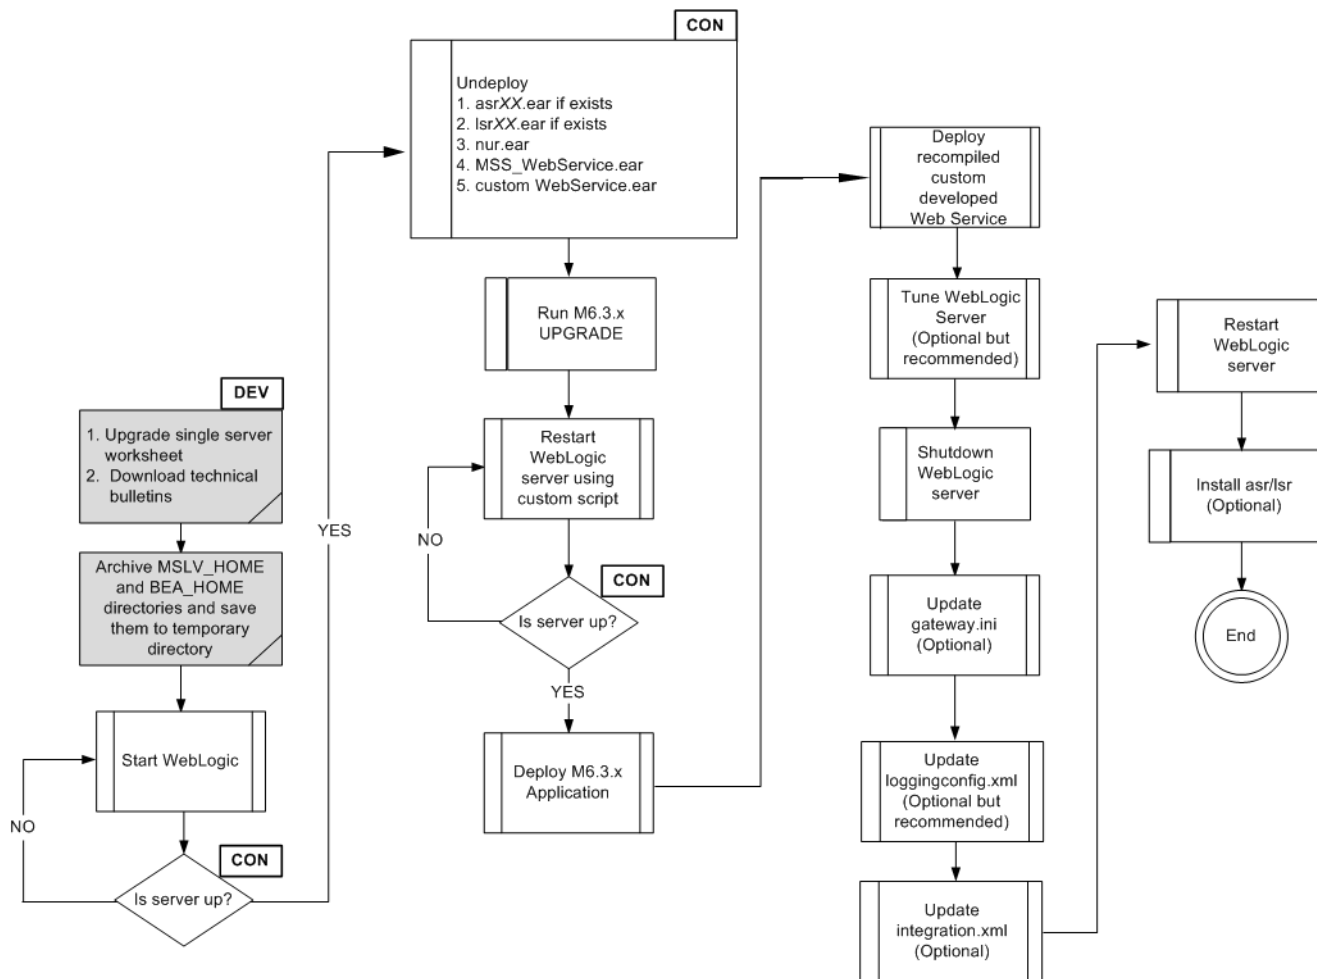 DEV
1. Upgrade single server
worksheet
2. Download technical
bulletins
Archive MSLV_HOME
and BEA_HOME
directories and save
them to temporary
directory
Start WebLogic
NO
CON
Is server up?
YES
CON
Undeploy
1. asrXX.ear if exists
2. lsrXX.ear if exists
3. nur.ear
4. MSS_WebService.ear
5. custom WebService.ear
Run M6.3.x
UPGRADE
Restart
WebLogic
server using
custom script
NO
CON
Is server up?
YES
Deploy M6.3.x
Application
Deploy
recompiled
custom
developed
Web Service
Tune WebLogic
Server
(Optional but
recommended)
Shutdown
WebLogic
server
Update
gateway.ini
(Optional)
Update
loggingconfig.xml
(Optional but
recommended)
Update
integration.xml
(Optional)
Restart
WebLogic
server
Install asr/lsr
(Optional)
End